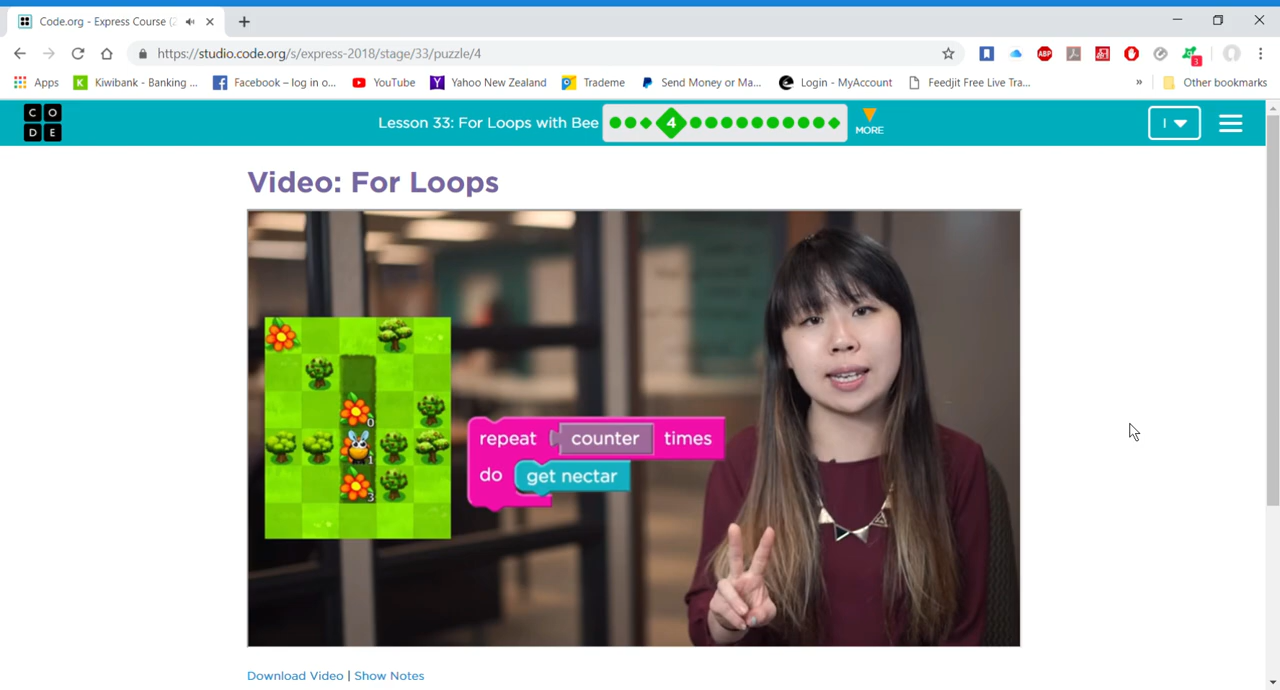 Code.org - Express Course (2
https://studio.code.org/s/express-2018/stage/33/puzzle/4
ABP
3
Apps
Kiwibank - Banking ...
Facebook – log in o...
YouTube
Yahoo New Zealand
Trademe
Send Money or Ma...
Login - MyAccount
Feedjit Free Live Tra...
»
Other bookmarks
C O
D E
Lesson 33: For Loops with Bee
4
MORE
I
Video: For Loops
0
1
3
repeat counter times
do get nectar
Download Video | Show Notes